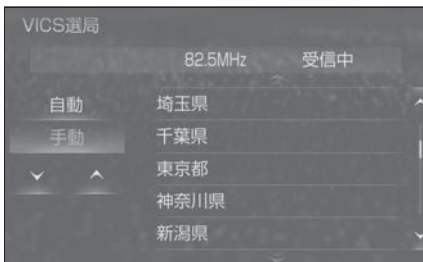 VICS選局
82.5MHz 受信中
自動
手動
埼玉県
千葉県
東京都
神奈川県
新潟県